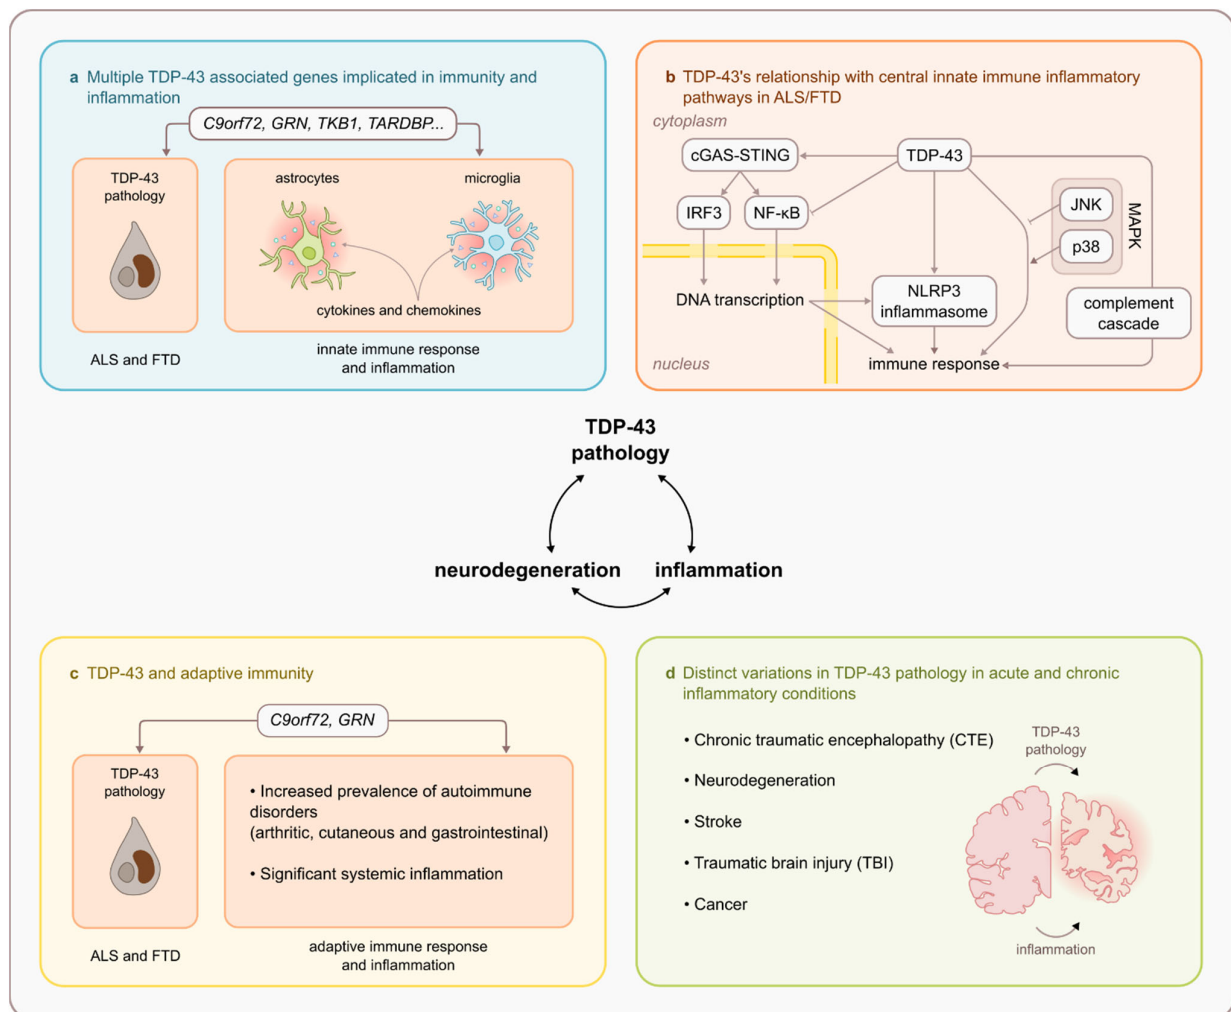 a Multiple TDP-43 associated genes implicated in immunity and
inflammation
C9orf72, GRN, TKB1, TARDBP...
TDP-43
pathology
astrocytes
microglia
cytokines and chemokines
ALS and FTD
innate immune response
and inflammation
b TDP-43's relationship with central innate immune inflammatory
pathways in ALS/FTD
cytoplasm
cGAS-STING
TDP-43
IRF3
NF-κB
JNK
p38
MAPK
DNA transcription
NLRP3
inflammasome
complement
cascade
nucleus
immune response
TDP-43
pathology
neurodegeneration
inflammation
c TDP-43 and adaptive immunity
C9orf72, GRN
TDP-43
pathology
• Increased prevalence of autoimmune
disorders
(arthritic, cutaneous and gastrointestinal)
• Significant systemic inflammation
ALS and FTD
adaptive immune response
and inflammation
d Distinct variations in TDP-43 pathology in acute and chronic
inflammatory conditions
• Chronic traumatic encephalopathy (CTE)
• Neurodegeneration
• Stroke
• Traumatic brain injury (TBI)
• Cancer
TDP-43
pathology
inflammation